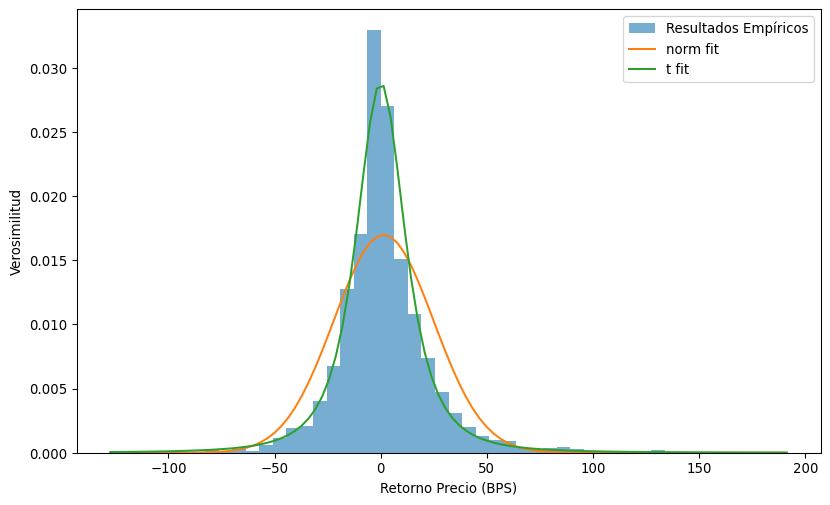 Resultados Empíricos
norm fit
t fit
Verosimilitud
0.030
0.025
0.020
0.015
0.010
0.005
0.000
−100
−50
0
50
100
150
200
Retorno Precio (BPS)